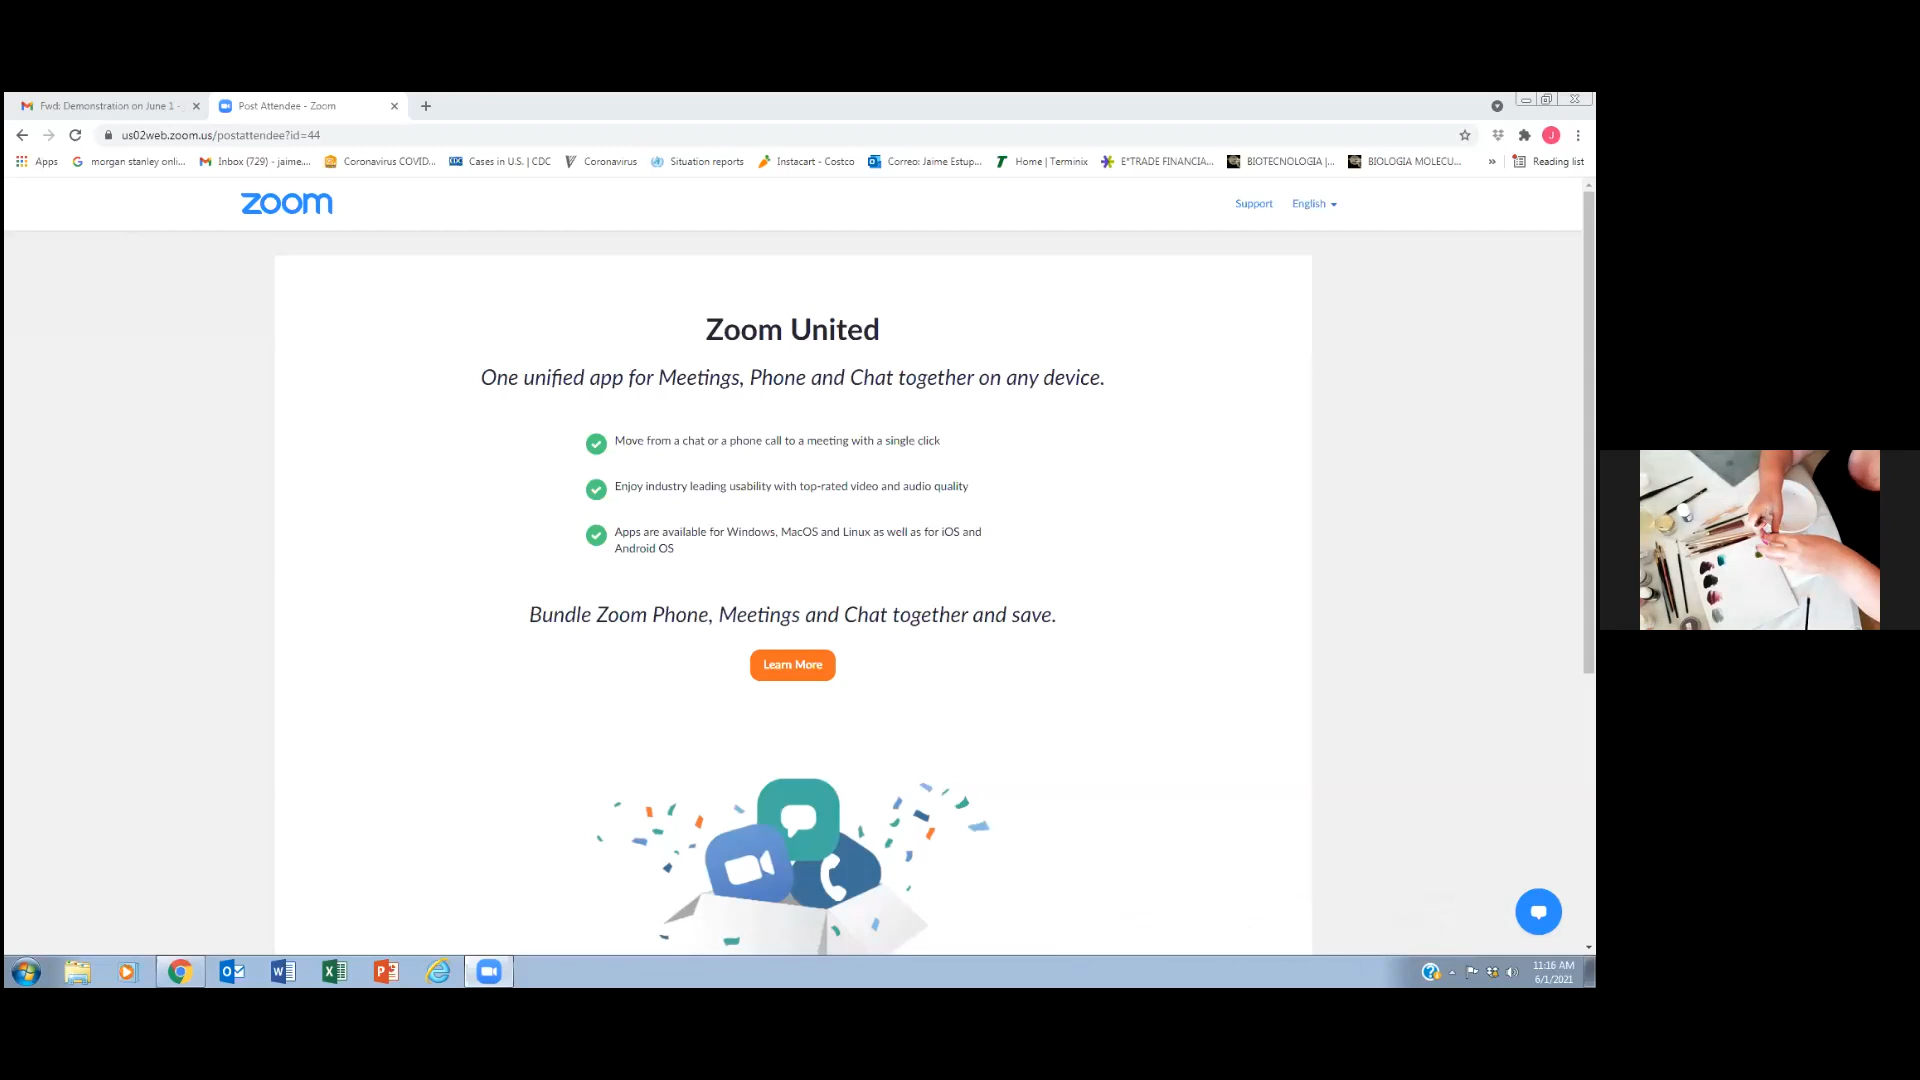 Fwd: Demonstration on June 1 -
Post Attendee - Zoom
us02web.zoom.us/postattendee?id=44
Apps
morgan stanley onli...
Inbox (729) - jaime....
Coronavirus COVID...
Cases in U.S. | CDC
Coronavirus
Situation reports
Instacart - Costco
Correo: Jaime Estup...
Home | Terminix
E*TRADE FINANCIA...
BIOTECNOLOGIA |...
BIOLOGIA MOLECU...
»
Reading list
zoom
Support
English
Zoom United
One unified app for Meetings, Phone and Chat together on any device.
Move from a chat or a phone call to a meeting with a single click
Enjoy industry leading usability with top-rated video and audio quality
Apps are available for Windows, MacOS and Linux as well as for iOS and
Android OS
Bundle Zoom Phone, Meetings and Chat together and save.
Learn More
11:16 AM
6/1/2021